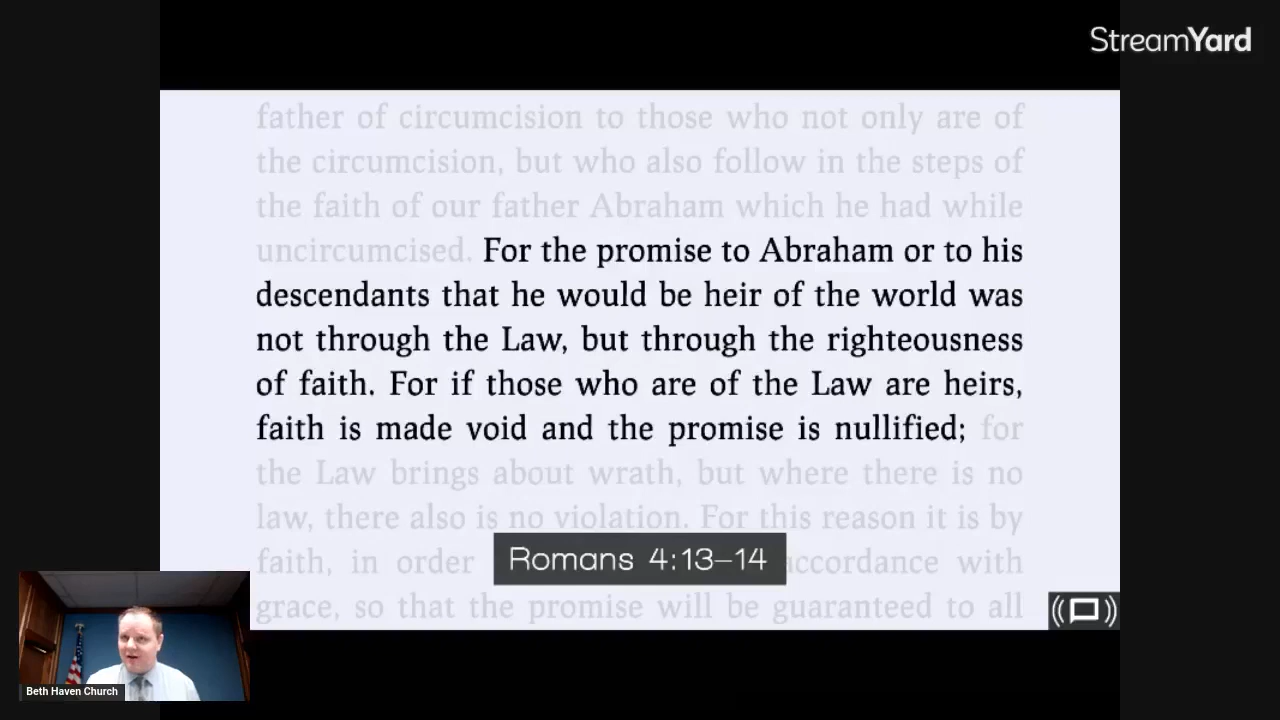 StreamYard
father of circumcision to those who not only are of
the circumcision, but who also follow in the steps of
the faith of our father Abraham which he had while
uncircumcised. For the promise to Abraham or to his
descendants that he would be heir of the world was
not through the Law, but through the righteousness
of faith. For if those who are of the Law are heirs,
faith is made void and the promise is nullified; for
the Law brings about wrath, but where there is no
law, there also is no violation. For this reason it is by
faith, in order accordance with
Romans 4:13–14
grace, so that the promise will be guaranteed to all
Beth Haven Church